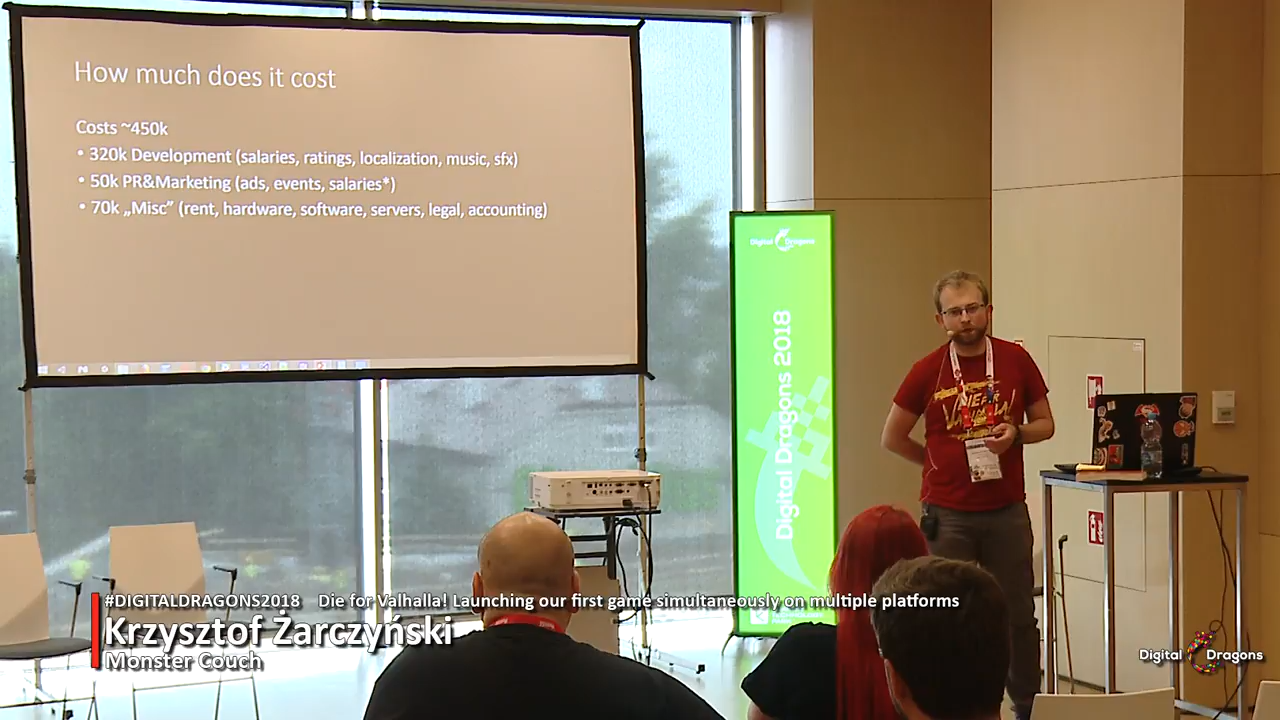 How much does it cost
Costs ~450k
• 320k Development (salaries, ratings, localization, music, sfx)
• 50k PR&Marketing (ads, events, salaries*)
• 70k „Misc” (rent, hardware, software, servers, legal, accounting)
Digital Dragons
Digital Dragons 2018
VALHALLA!
#DIGITALDRAGONS2018 Die for Valhalla! Launching our first game simultaneously on multiple platforms
Krzysztof Żarczyński
Monster Couch
Digital Dragons